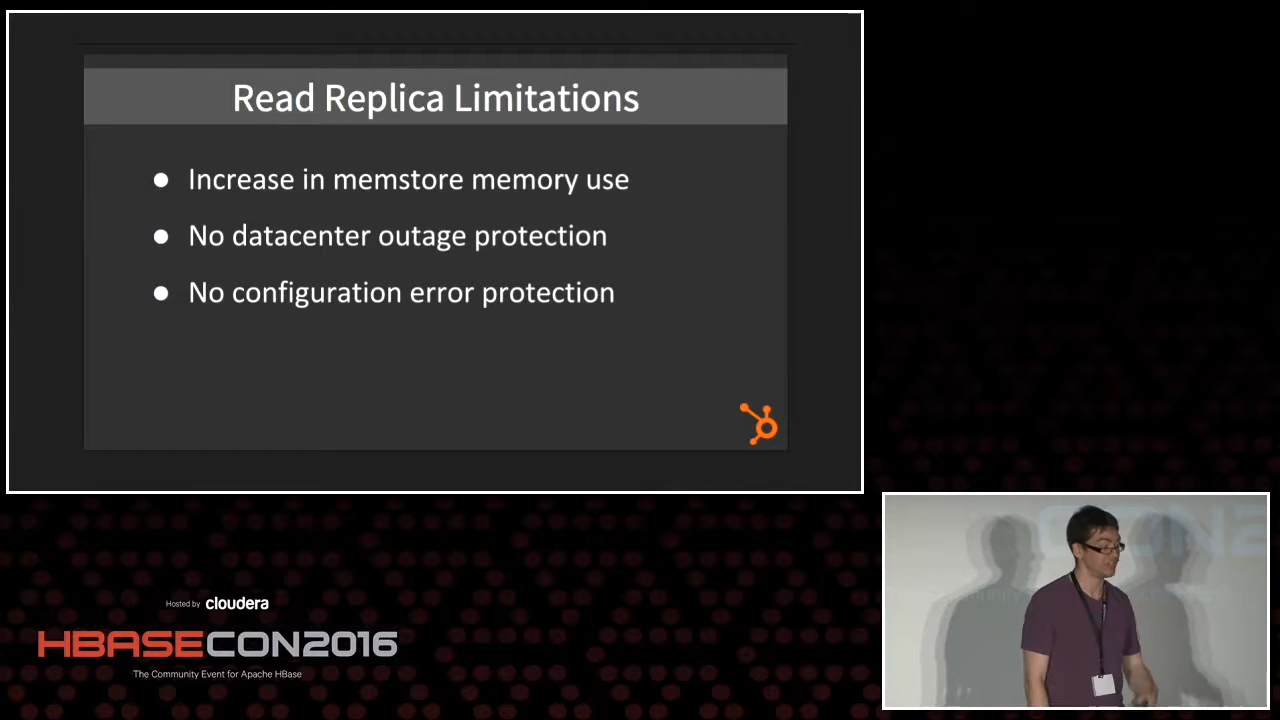 Read Replica Limitations
● Increase in memstore memory use
● No datacenter outage protection
● No configuration error protection
Hosted by cloudera
HBASECON2016
The Community Event for Apache HBase